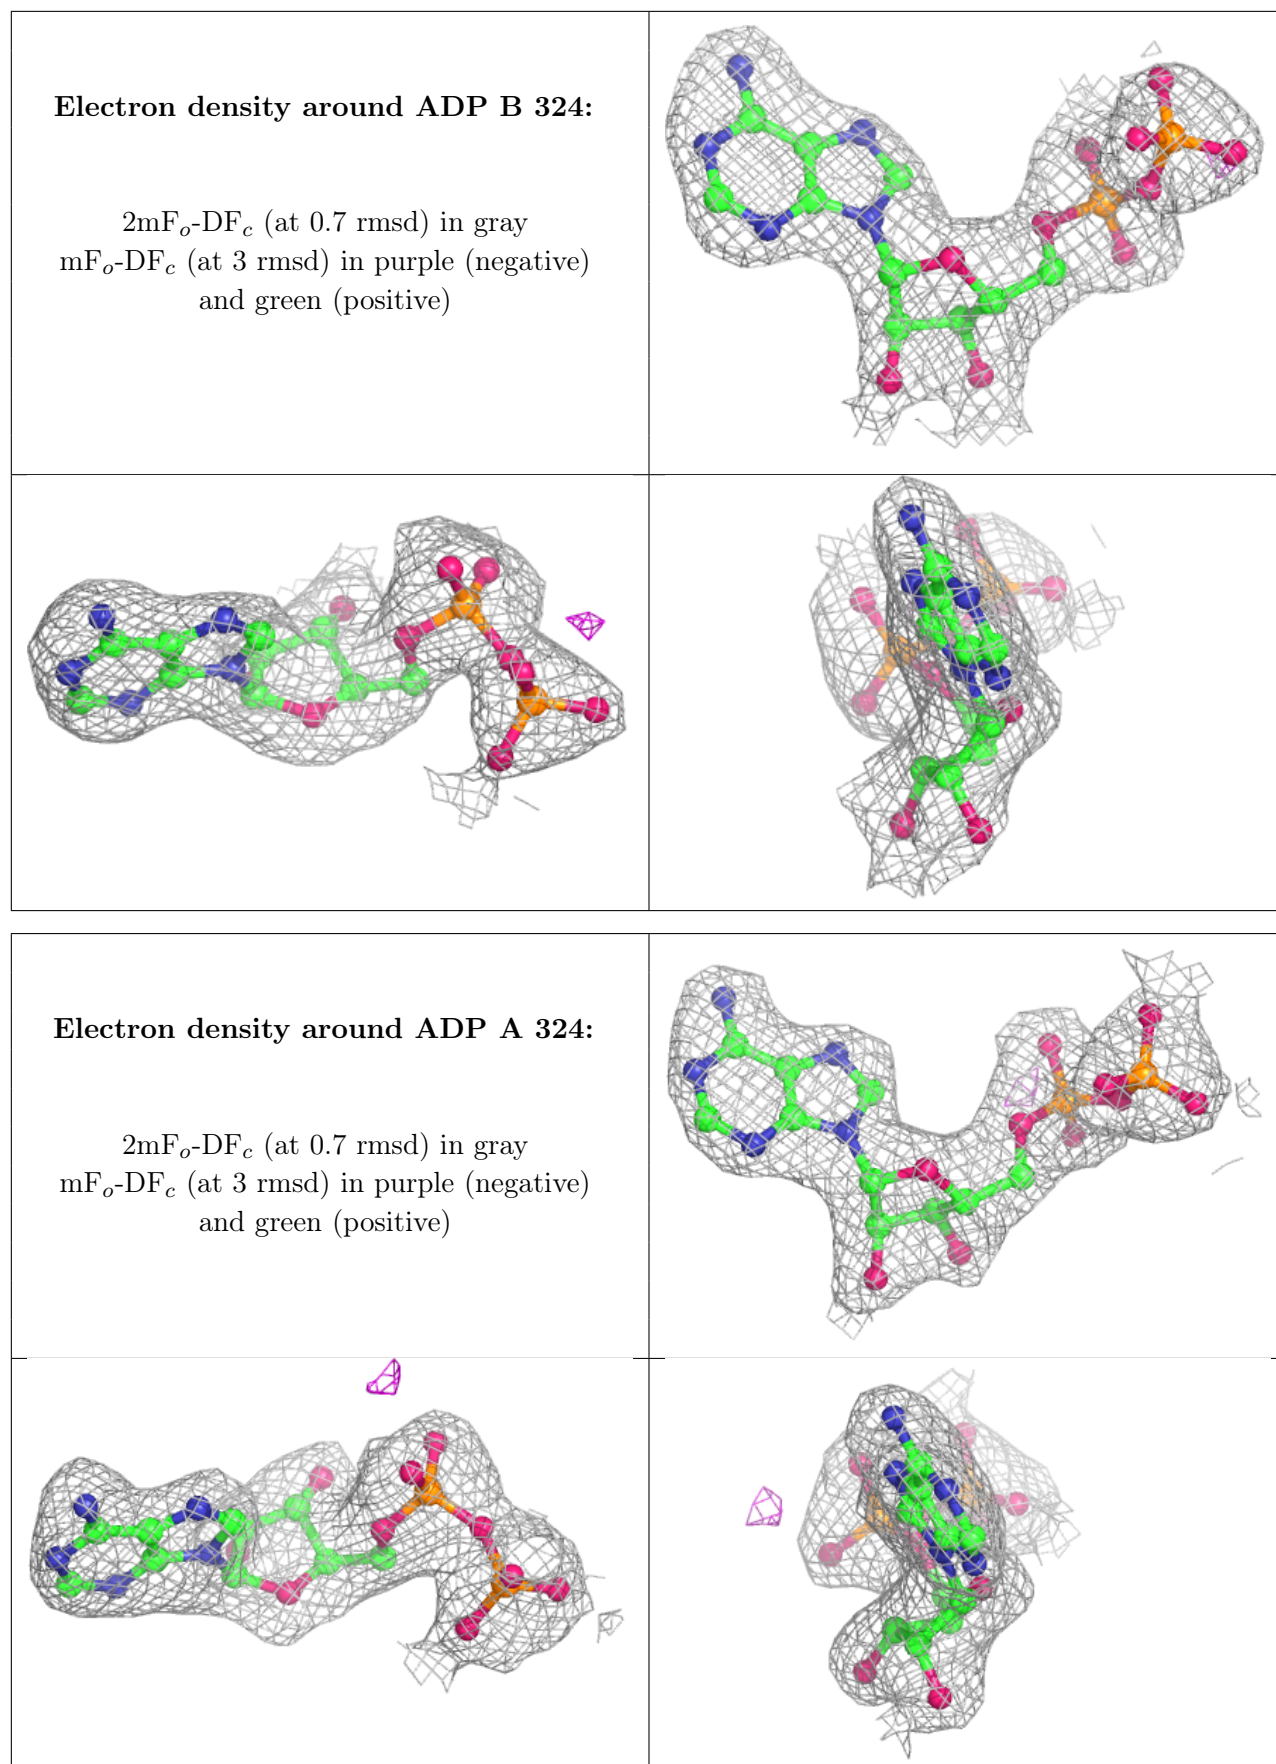 Electron density around ADP B 324:
2mFo-DFc (at 0.7 rmsd) in gray
mFo-DFc (at 3 rmsd) in purple (negative)
and green (positive)
Electron density around ADP A 324:
2mFo-DFc (at 0.7 rmsd) in gray
mFo-DFc (at 3 rmsd) in purple (negative)
and green (positive)